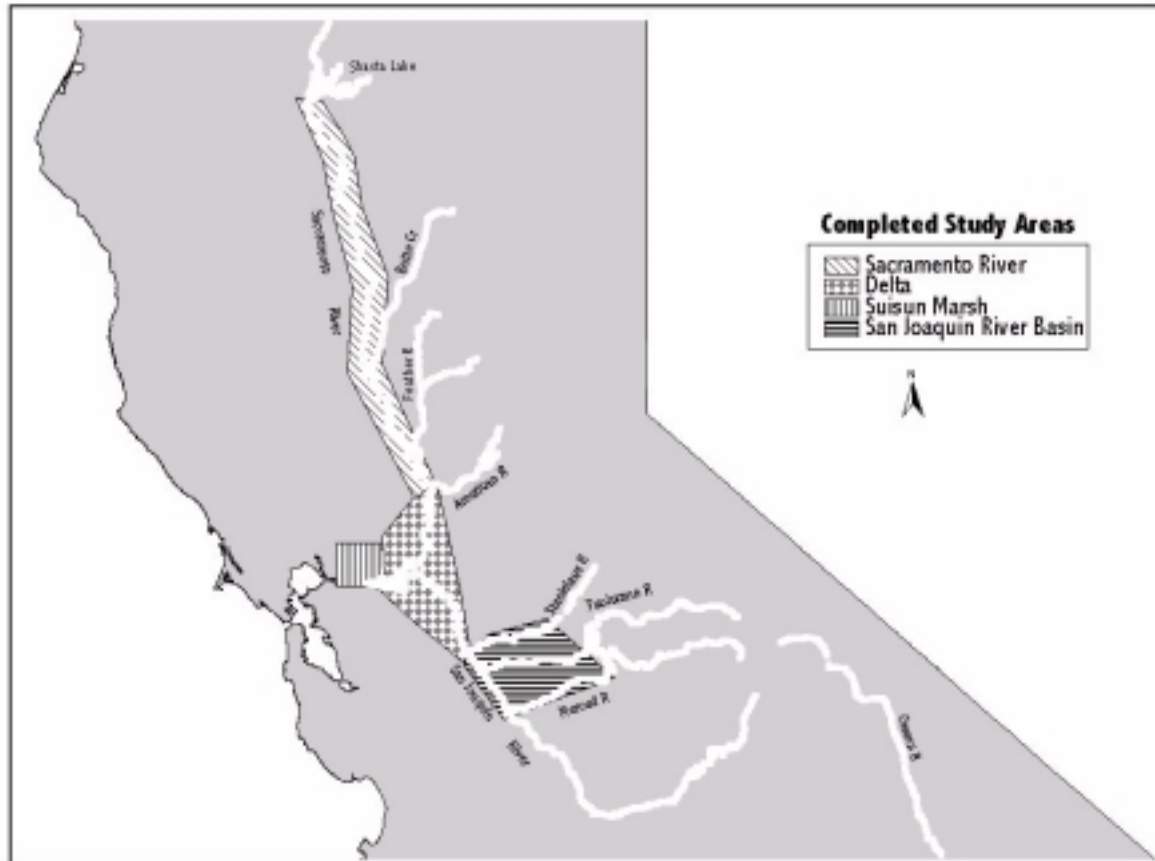 Shasta Lake
Sacramento River
Butte Cr
Feather R
American R
Completed Study Areas
Sacramento River
Delta
Suisun Marsh
San Joaquin River Basin
N
Stanislaus R
Tuolumne R
San Joaquin River
Merced R
Owens R